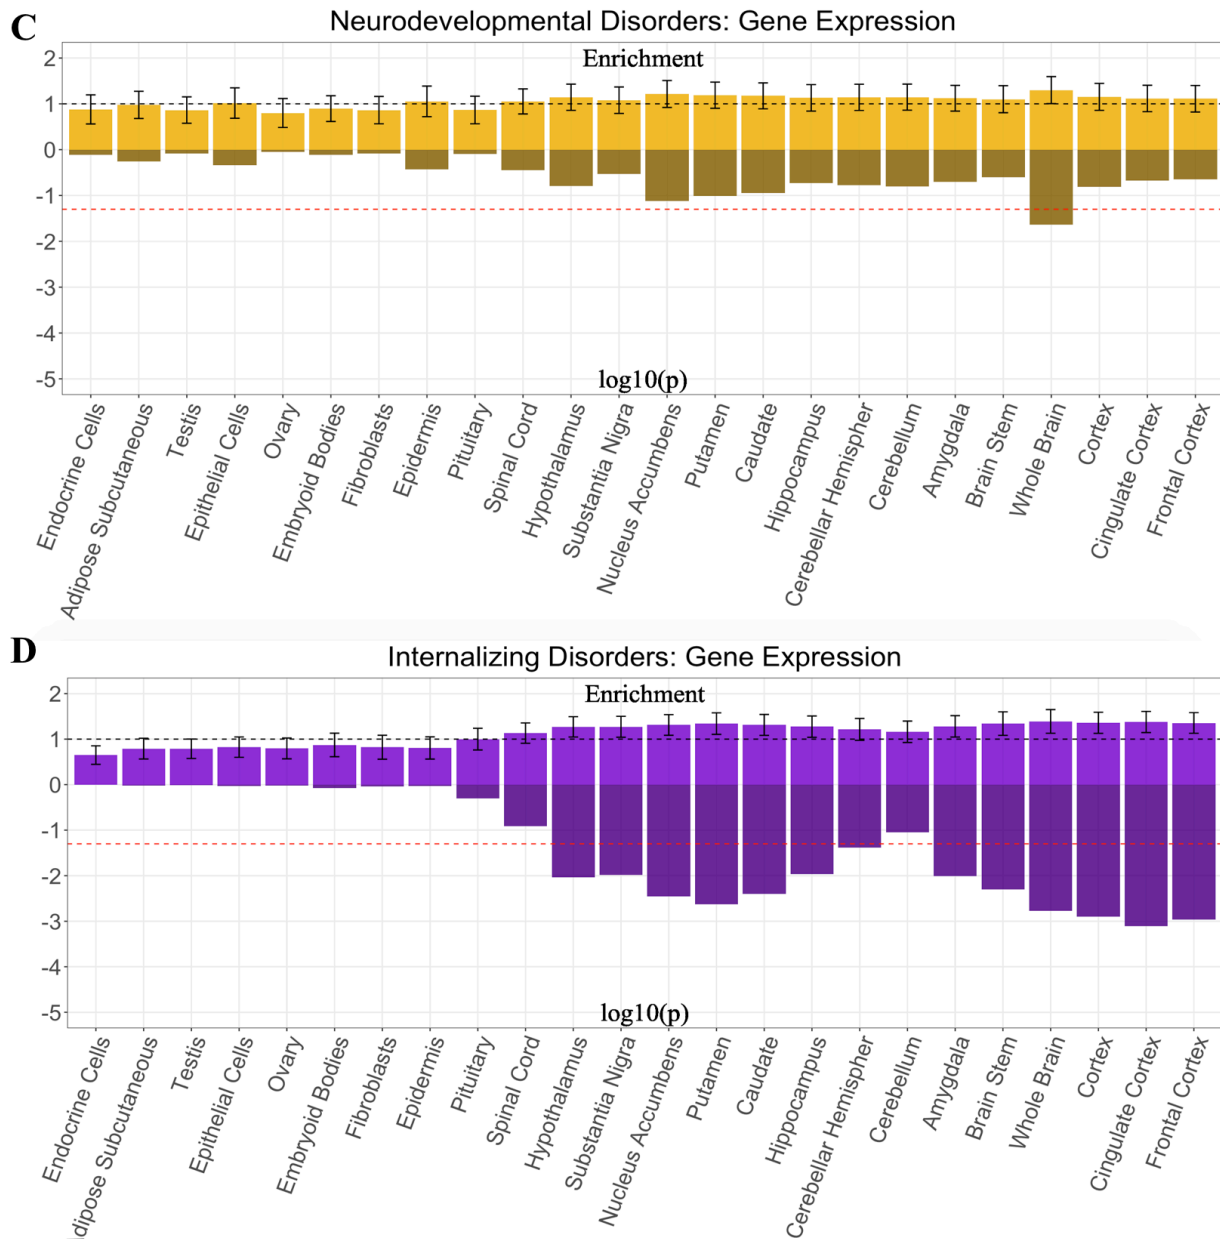 C
Neurodevelopmental Disorders: Gene Expression
Enrichment
2
1
0
-1
-2
-3
-4
-5
log10(p)
Endocrine Cells
Adipose Subcutaneous
Testis
Epithelial Cells
Ovary
Embryoid Bodies
Fibroblasts
Epidermis
Pituitary
Spinal Cord
Hypothalamus
Substantia Nigra
Nucleus Accumbens
Putamen
Caudate
Hippocampus
Cerebellar Hemispher
Cerebellum
Amygdala
Brain Stem
Whole Brain
Cortex
Cingulate Cortex
Frontal Cortex
D
Internalizing Disorders: Gene Expression
Enrichment
2
1
0
-1
-2
-3
-4
-5
log10(p)
Endocrine Cells
dipose Subcutaneous
Testis
Epithelial Cells
Ovary
Embryoid Bodies
Fibroblasts
Epidermis
Pituitary
Spinal Cord
Hypothalamus
Substantia Nigra
Nucleus Accumbens
Putamen
Caudate
Hippocampus
Cerebellar Hemispher
Cerebellum
Amygdala
Brain Stem
Whole Brain
Cortex
Cingulate Cortex
Frontal Cortex